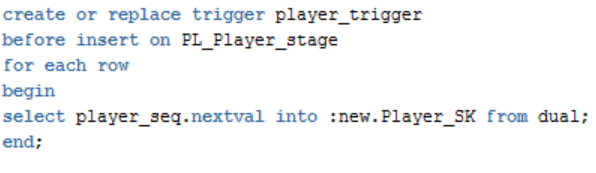 create or replace trigger player_trigger
before insert on PL_Player_stage
for each row
begin
select player_seq.nextval into :new.Player_SK from dual;
end;